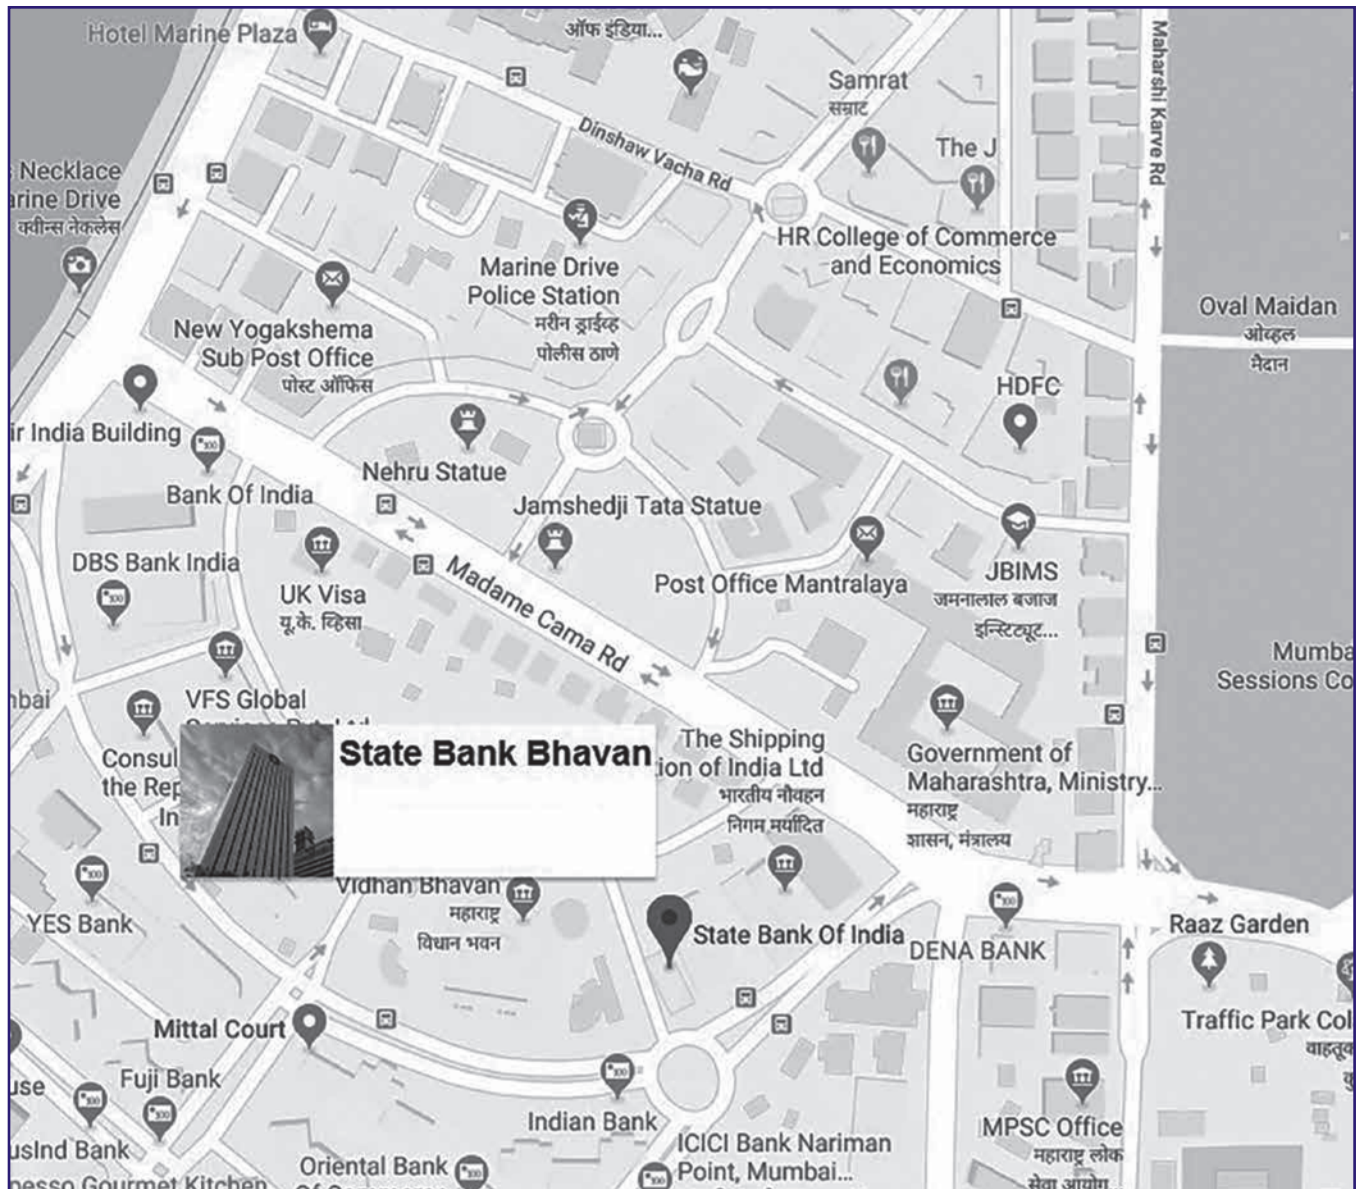 Hotel Marine Plaza
ऑफ इंडिया...
Samrat
सम्राट
Maharshi Karve Rd
Dinshaw Vacha Rd
The J
Necklace
arine Drive
क्वीन्स नेकलेस
HR College of Commerce
and Economics
Marine Drive
Police Station
मरीन ड्राईव्ह
पोलीस ठाणे
Oval Maidan
ओव्हल
मैदान
New Yogakshema
Sub Post Office
पोस्ट ऑफिस
HDFC
ir India Building
Nehru Statue
Bank Of India
Jamshedji Tata Statue
DBS Bank India
UK Visa
यू.के. व्हिसा
Madame Cama Rd
Post Office Mantralaya
JBIMS
जमनालाल बजाज
इन्स्टिट्यूट...
Mumba
Sessions Co
nbai
VFS Global
Consul
the Rep
In
State Bank Bhavan
The Shipping
ion of India Ltd
भारतीय नौवहन
निगम मर्यादित
Government of
Maharashtra, Ministry...
महाराष्ट्र
शासन, मंत्रालय
YES Bank
Vidhan Bhavan
महाराष्ट्र
विधान भवन
State Bank Of India
DENA BANK
Raaz Garden
Mittal Court
Traffic Park Col
वाहतूक
कु
use
Fuji Bank
usInd Bank
Indian Bank
MPSC Office
महाराष्ट्र लोक
सेवा आयोग
ICICI Bank Nariman
Point, Mumbai...
Oriental Bank
esso Gourmet Kitchen